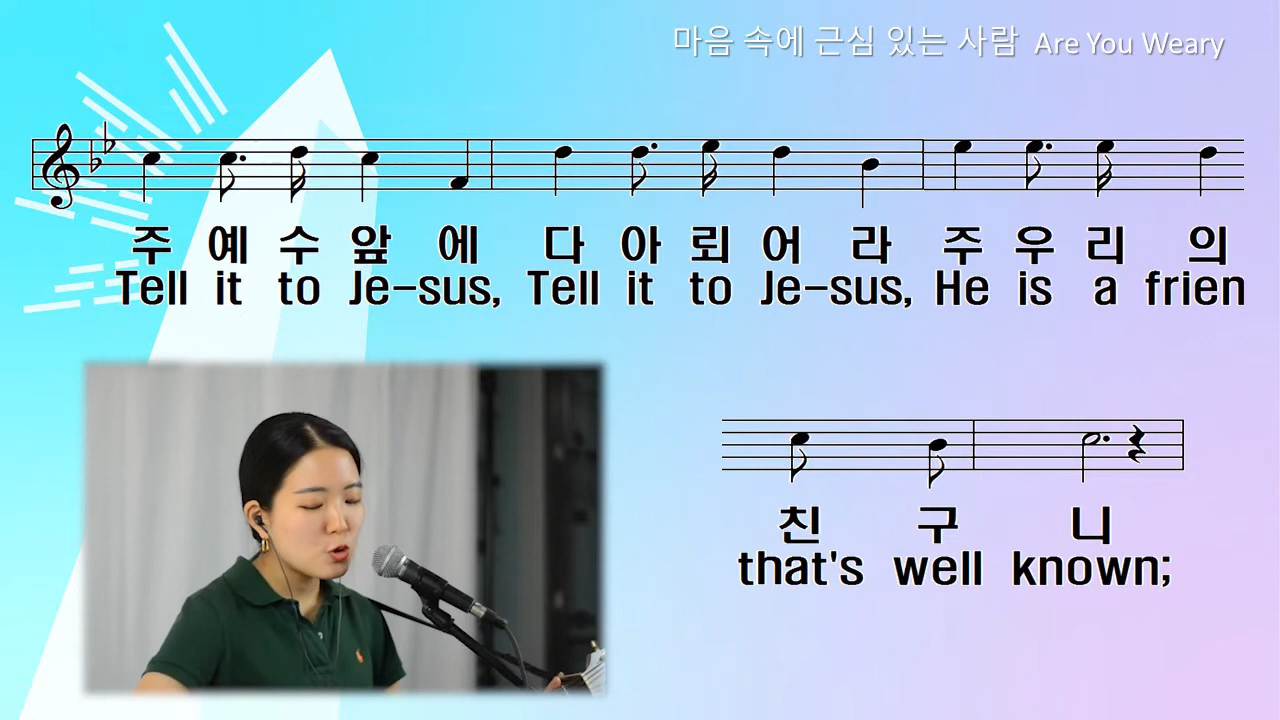 마음 속에 근심 있는 사람 Are You Weary
주 예 수 앞 에 다 아 뢰 어 라 주 우 리 의
Tell it to Je-sus, Tell it to Je-sus, He is a frien
친 구 니
that's well known;